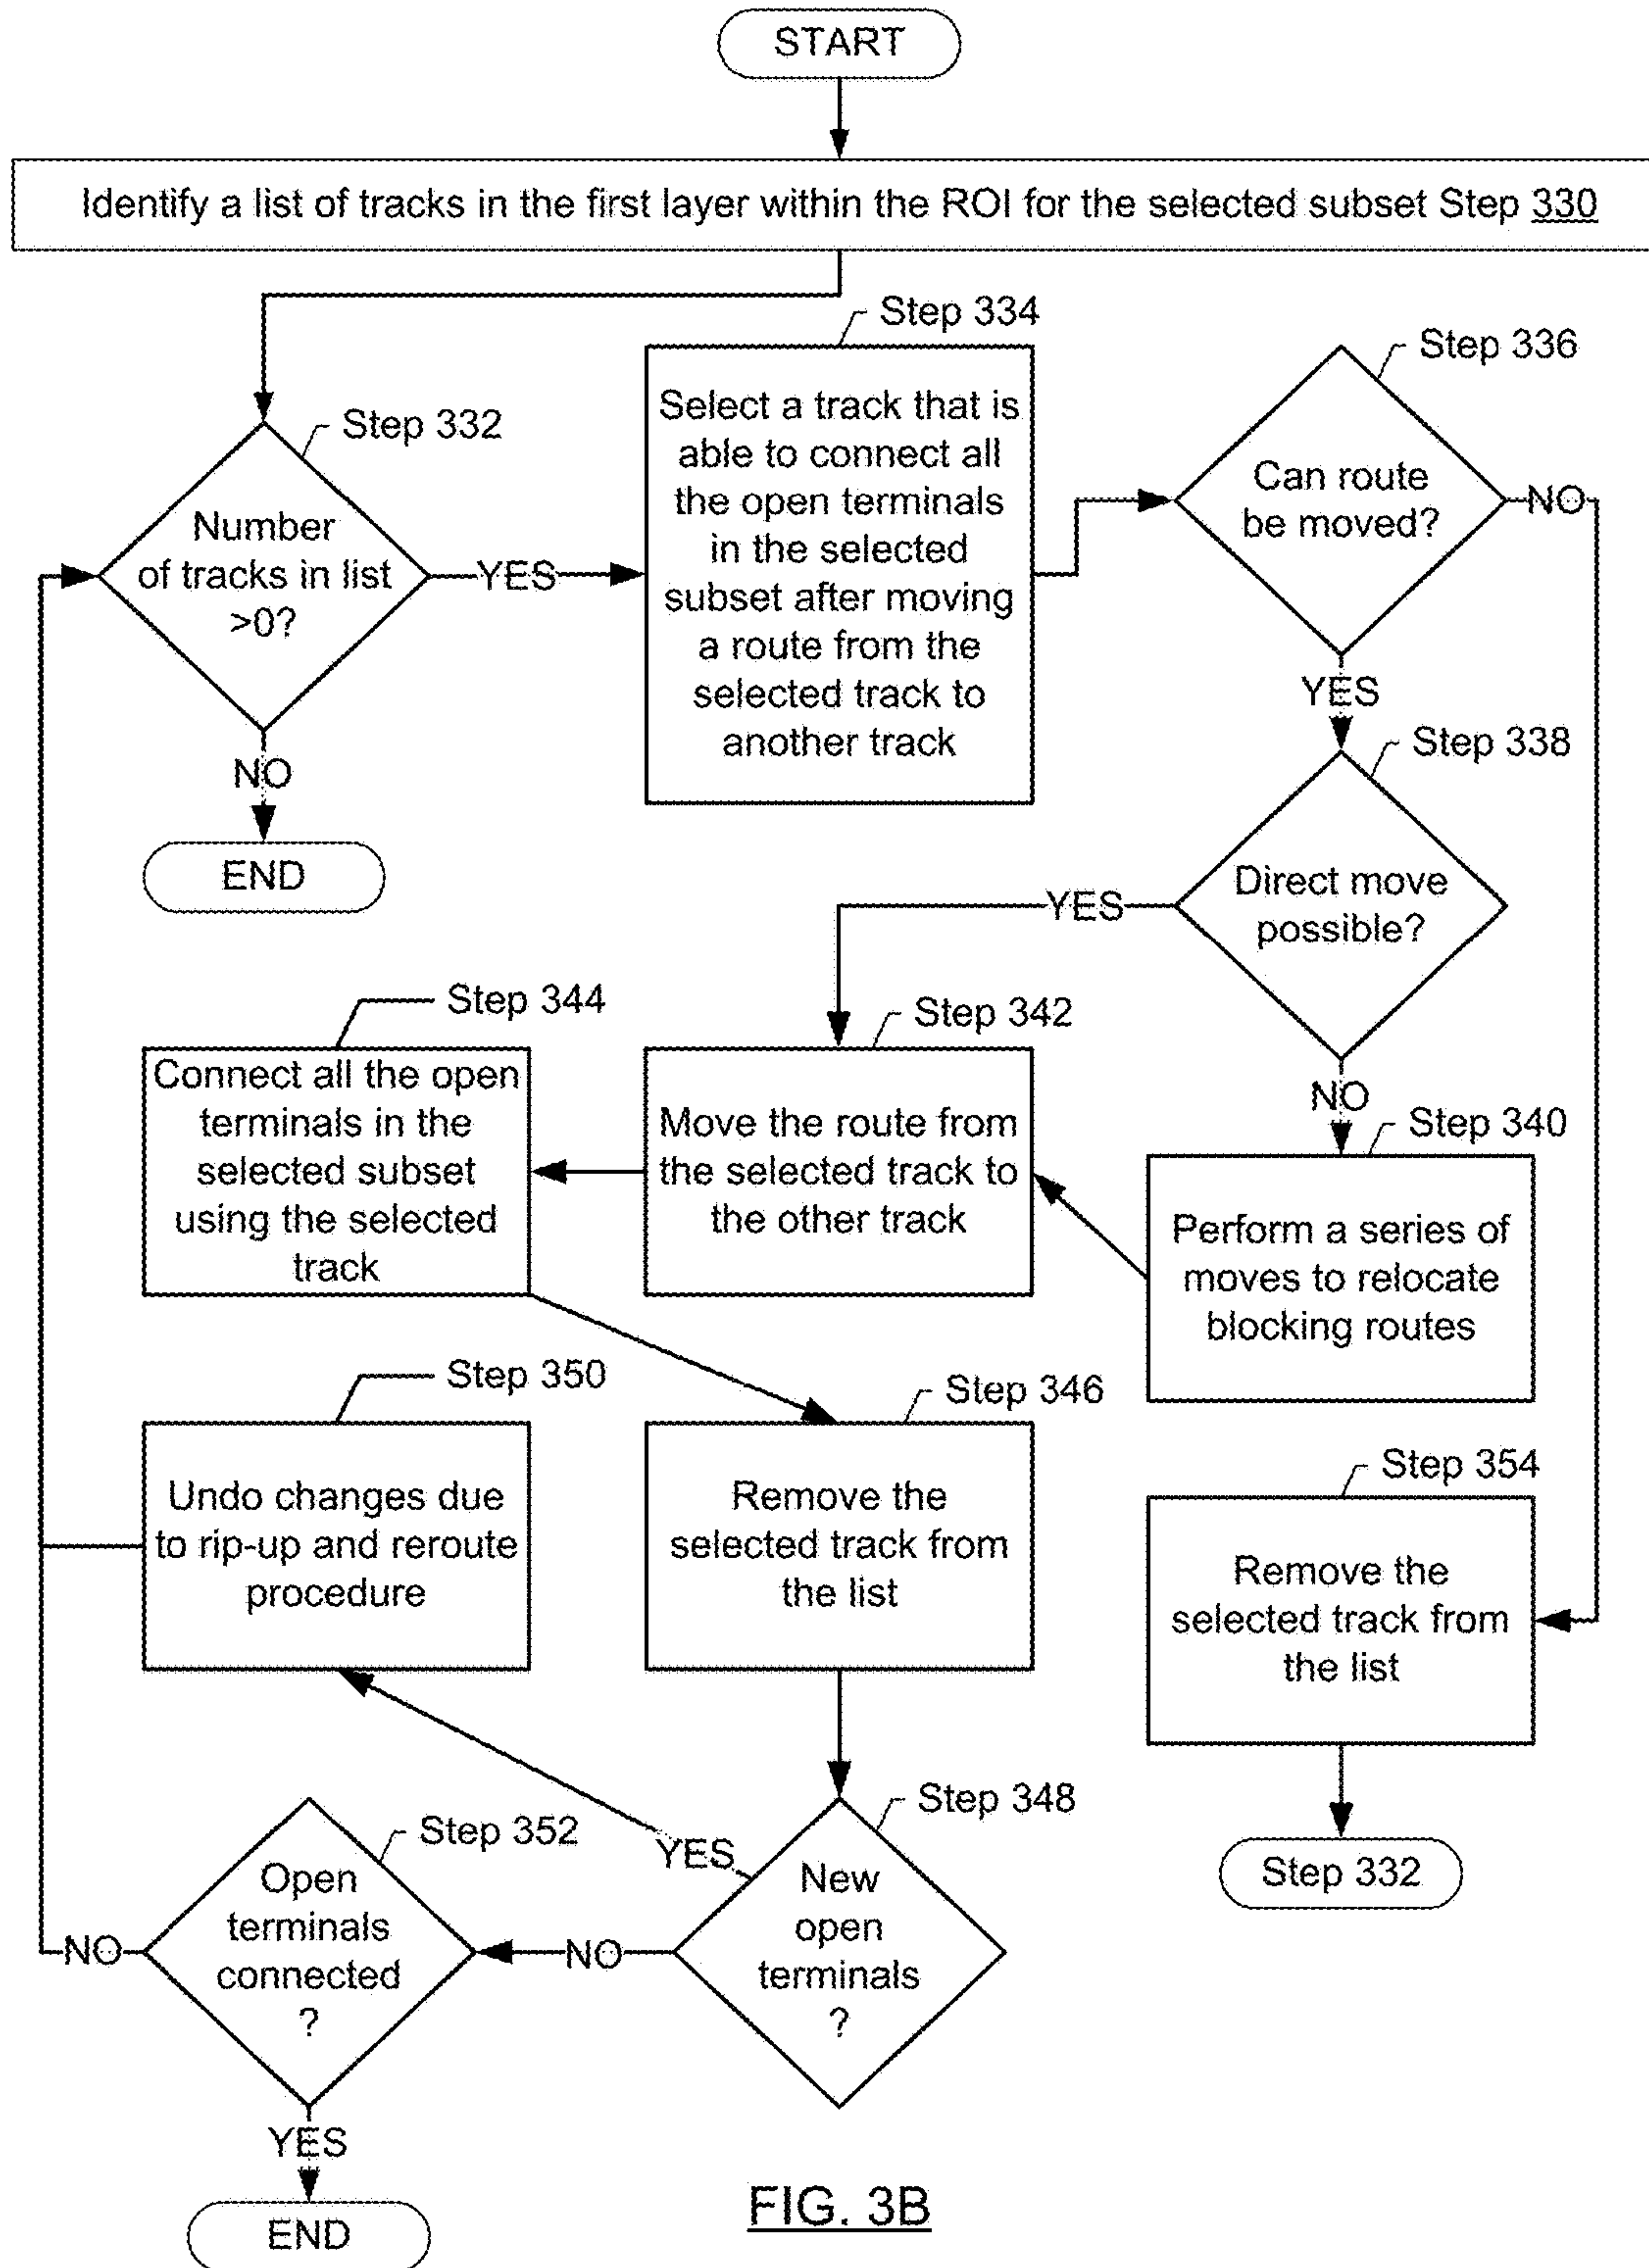 START
Identify a list of tracks in the first layer within the ROI for the selected subset Step 330
Step 334
Step 336
Step 332
Select a track that is
able to connect all
the open terminals
in the selected
subset after moving
a route from the
selected track to
another track
Can route
be moved?
NO
Number
of tracks in list
>0?
YES
YES
NO
Step 338
END
Direct move
possible?
YES
Step 344
Step 342
Connect all the open
terminals in the
selected subset
using the selected
track
Move the route from
the selected track to
the other track
NO
Step 340
Perform a series of
moves to relocate
blocking routes
Step 350
Step 346
Undo changes due
to rip-up and reroute
procedure
Remove the
selected track from
the list
Step 354
Remove the
selected track from
the list
Step 348
Step 352
YES
Open
terminals
connected
?
New
open
terminals
?
Step 332
NO
NO
YES
END
FIG. 3B